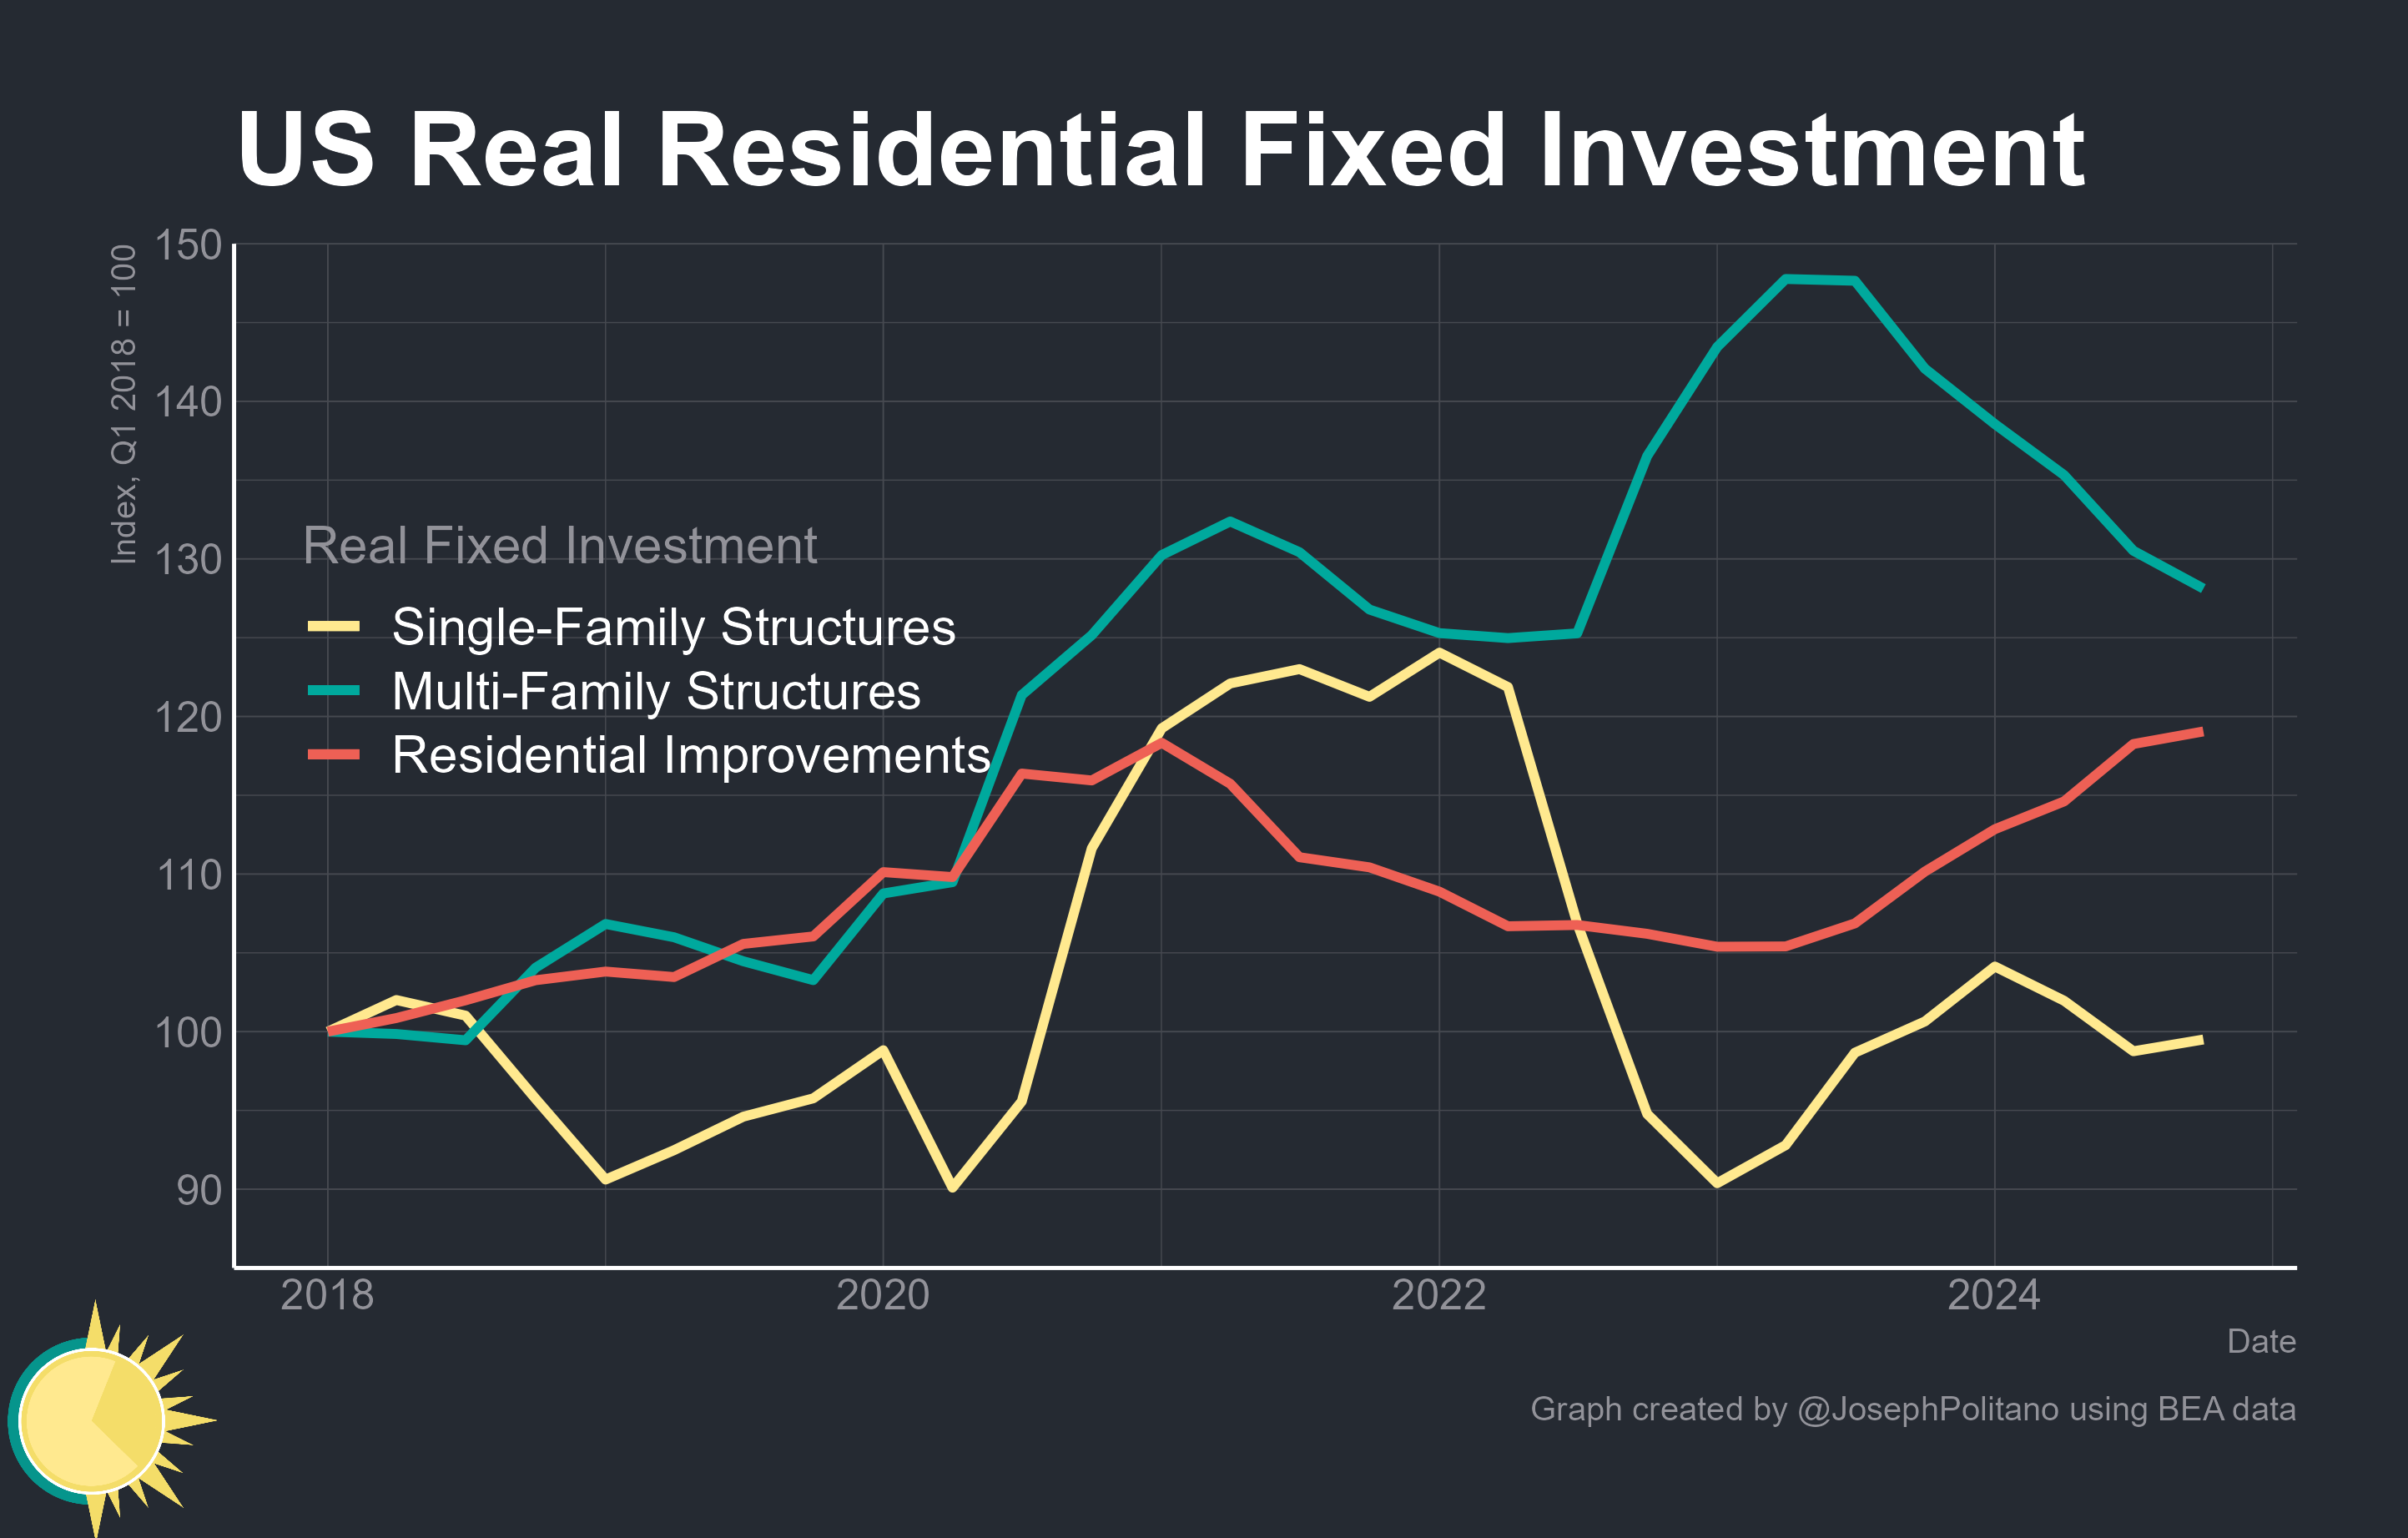 US Real Residential Fixed Investment
Index, Q1 2018 = 100
150
140
130
120
110
100
90
Real Fixed Investment
Single-Family Structures
Multi-Family Structures
Residential Improvements
2018 2020 2022 2024
Date
Graph created by @JosephPolitano using BEA data